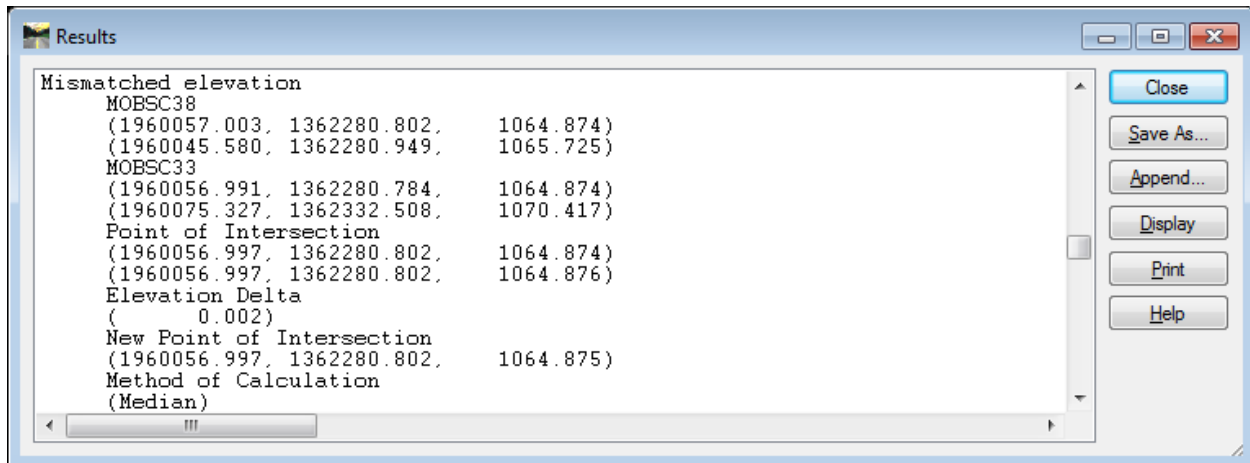 Results
Mismatched elevation
MOBSC38
(1960057.003, 1362280.802, 1064.874)
(1960045.580, 1362280.949, 1065.725)
MOBSC33
(1960056.991, 1362280.784, 1064.874)
(1960075.327, 1362332.508, 1070.417)
Point of Intersection
(1960056.997, 1362280.802, 1064.874)
(1960056.997, 1362280.802, 1064.876)
Elevation Delta
( 0.002)
New Point of Intersection
(1960056.997, 1362280.802, 1064.875)
Method of Calculation
(Median)
Close
Save As...
Append...
Display
Print
Help